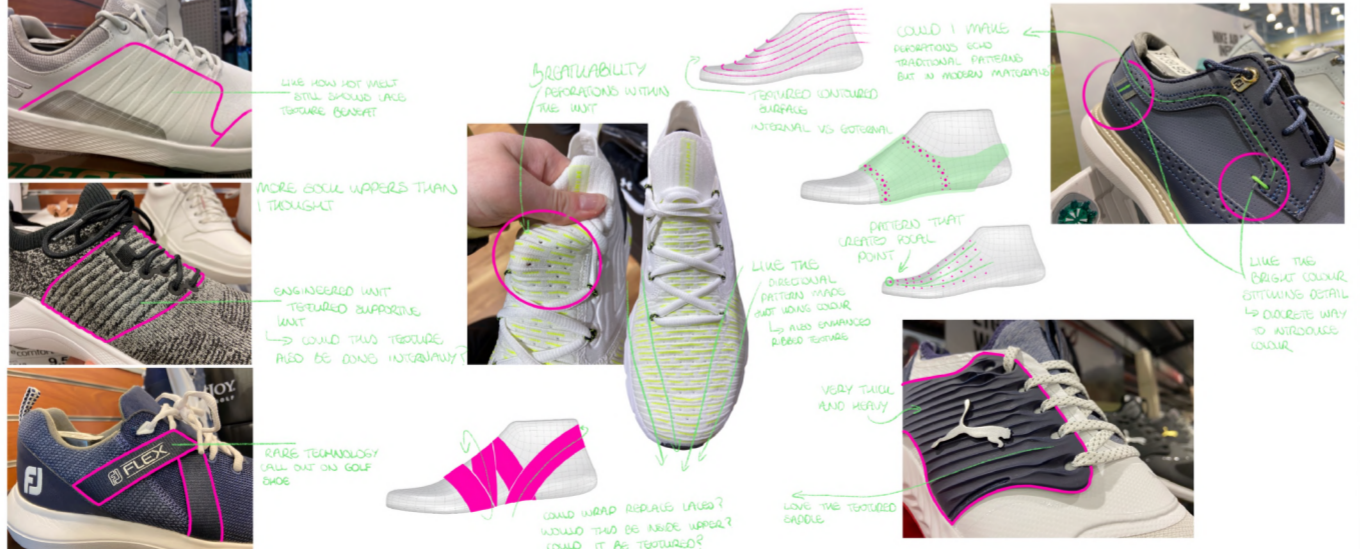 LIKE HOW HOT MELT
STILL SHOWS LACE
TEXTURE BENEATH
MORE SOCK UPPERS THAN
I THOUGHT
ENGINEERED KNIT
TEXTURED SUPPORTIVE
KNIT
↳ COULD THIS TEXTURE
ALSO BE DONE INTERNALLY?
FJ
FLEX
RARE TECHNOLOGY
CALL OUT ON GOLF
SHOE
BREATHABILITY
PERFORATIONS WITHIN
THE KNIT
TEXTURED CONTOURED
SURFACE
INTERNAL VS EXTERNAL
PATTERN THAT
CREATES FOCAL
POINT
LIKE THE
DIRECTIONAL
PATTERN MADE
JUST USING COLOUR
↳ ALSO ENHANCED
RIBBED TEXTURE
COULD WRAP REPLACE LACES?
WOULD THIS BE INSIDE UPPER?
COULD IT BE TEXTURED?
COULD I MAKE
PERFORATIONS ECHO
TRADITIONAL PATTERNS
BUT IN MODERN MATERIALS
LIKE THE
BRIGHT COLOUR
STITCHING DETAIL
↳ DISCRETE WAY
TO INTRODUCE
COLOUR
VERY THICK
AND HEAVY
LOVE THE TEXTURED
SADDLE